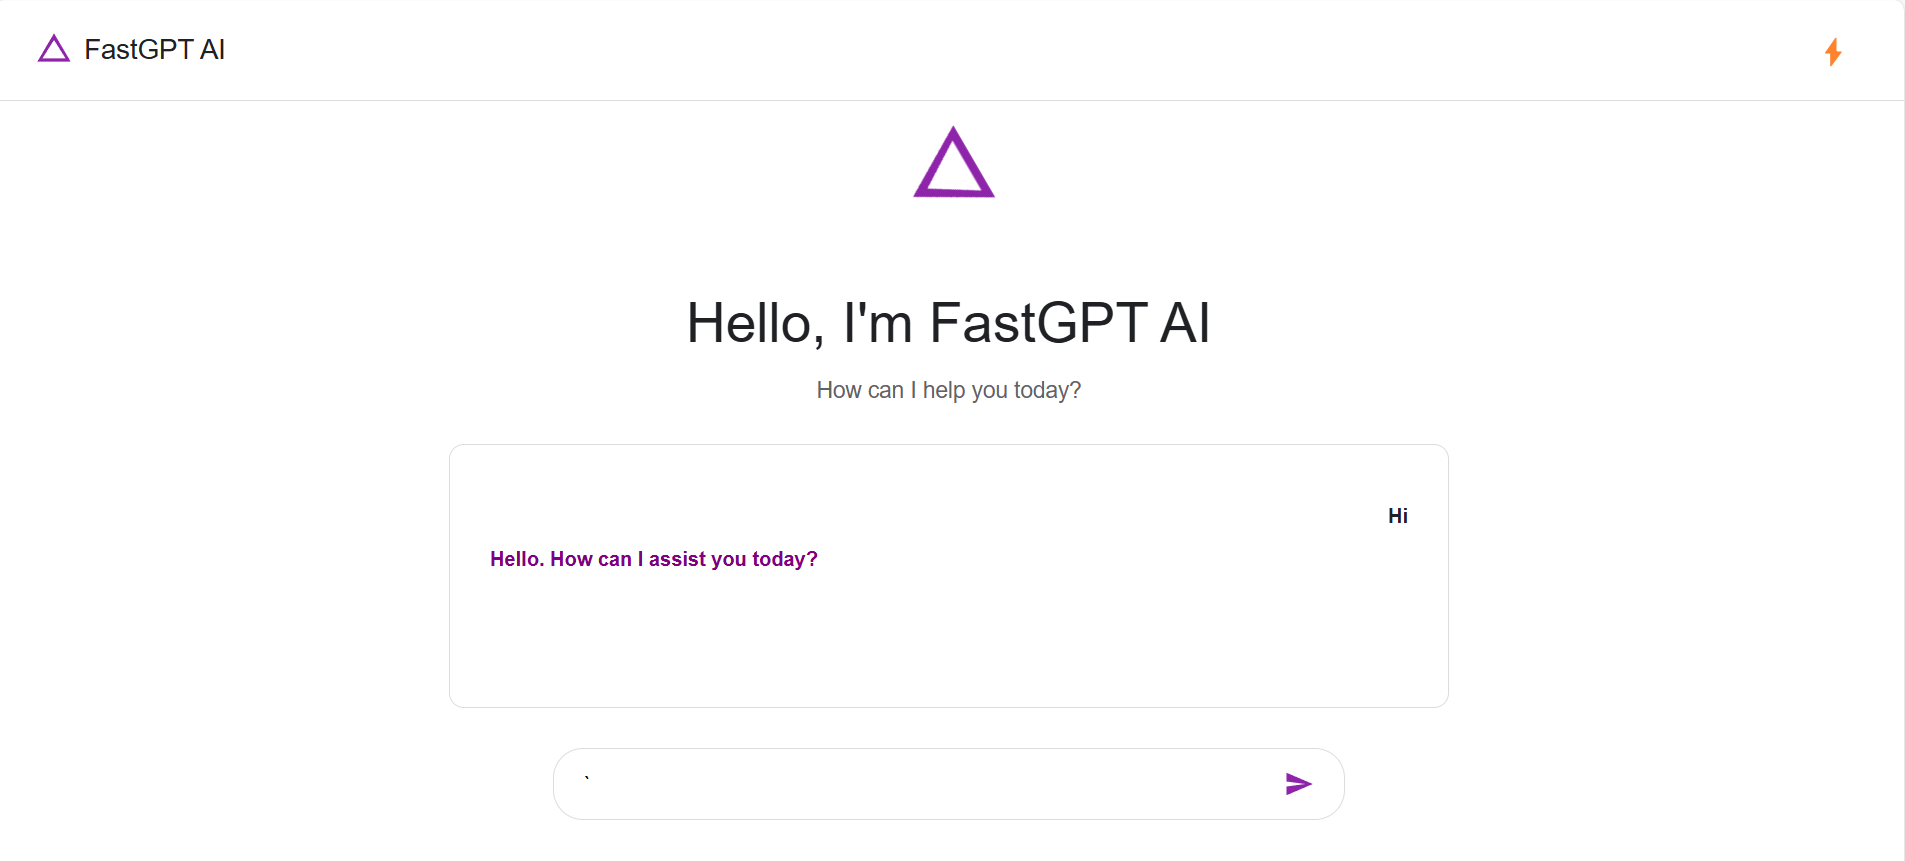 FastGPT AI
Hello, I'm FastGPT AI
How can I help you today?
Hi
Hello. How can I assist you today?
`